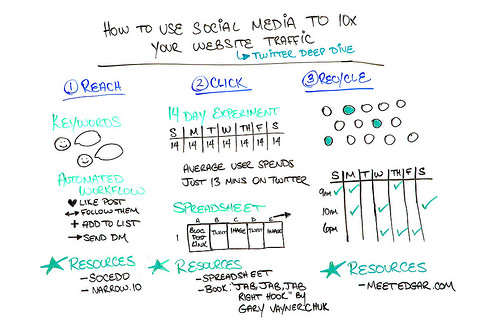 HOW TO USE SOCIAL MEDIA TO 10X
YOUR WEBSITE TRAFFIC
↳ TWITTER DEEP DIVE
① REACH
KEYWORDS
AUTOMATED
WORKFLOW
♥ LIKE POST
↔ FOLLOW THEM
+ ADD TO LIST
→ SEND DM
★ RESOURCES
- SOCEDO
- NARROW.IO
② CLICK
14 DAY EXPERIMENT
S M T W TH F S
14 14 14 14 14 14 14
AVERAGE USER SPENDS
JUST 13 MINS ON TWITTER
SPREADSHEET
A B C D E
1 BLOG POST LINK TWEET IMAGE TWEET IMAGE
★ RESOURCES
- SPREADSHEET
- BOOK: "JAB, JAB, JAB
RIGHT HOOK" BY
GARY VAYNERCHUK
③ RECYCLE
S M T W TH F S
9AM ✓ ✓ ✓
10AM ✓ ✓ ✓
6PM ✓ ✓ ✓
★ RESOURCES
- MEETEDGAR.COM